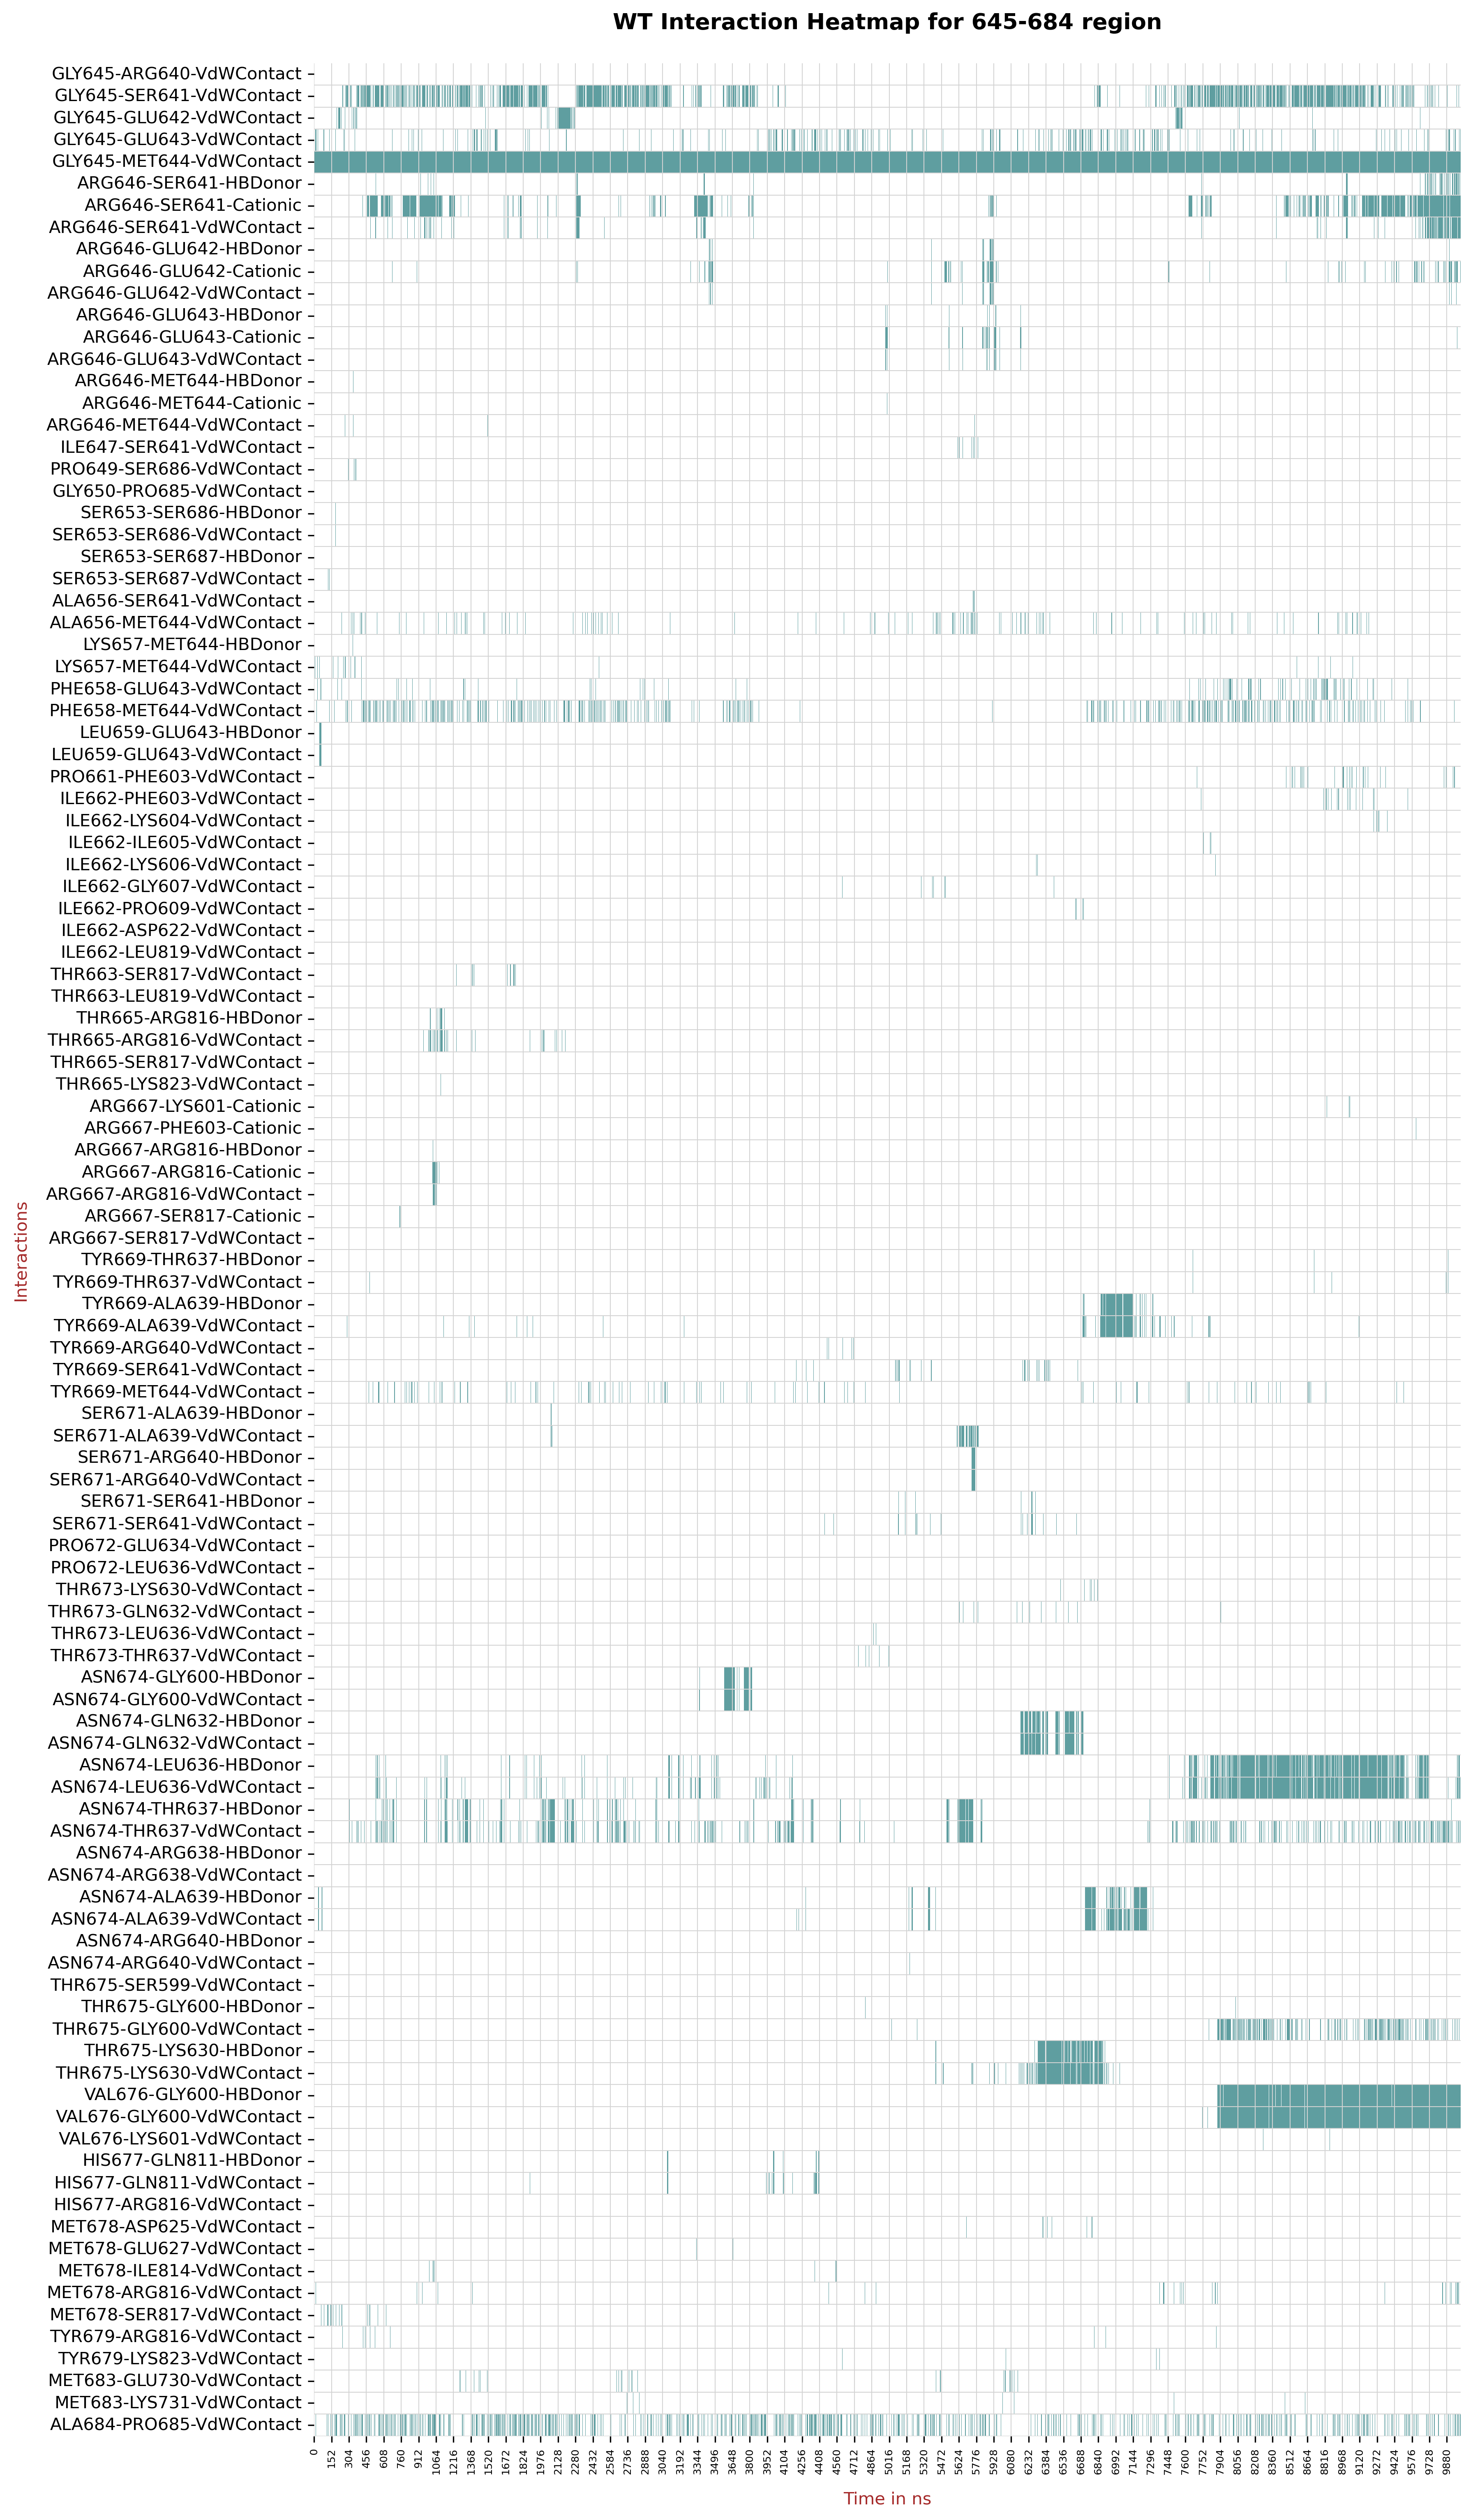 WT Interaction Heatmap for 645-684 region
GLY645-ARG640-VdWContact
GLY645-SER641-VdWContact
GLY645-GLU642-VdWContact
GLY645-GLU643-VdWContact
GLY645-MET644-VdWContact
ARG646-SER641-HBDonor
ARG646-SER641-Cationic
ARG646-SER641-VdWContact
ARG646-GLU642-HBDonor
ARG646-GLU642-Cationic
ARG646-GLU642-VdWContact
ARG646-GLU643-HBDonor
ARG646-GLU643-Cationic
ARG646-GLU643-VdWContact
ARG646-MET644-HBDonor
ARG646-MET644-Cationic
ARG646-MET644-VdWContact
ILE647-SER641-VdWContact
PRO649-SER686-VdWContact
GLY650-PRO685-VdWContact
SER653-SER686-HBDonor
SER653-SER686-VdWContact
SER653-SER687-HBDonor
SER653-SER687-VdWContact
ALA656-SER641-VdWContact
ALA656-MET644-VdWContact
LYS657-MET644-HBDonor
LYS657-MET644-VdWContact
PHE658-GLU643-VdWContact
PHE658-MET644-VdWContact
LEU659-GLU643-HBDonor
LEU659-GLU643-VdWContact
PRO661-PHE603-VdWContact
ILE662-PHE603-VdWContact
ILE662-LYS604-VdWContact
ILE662-ILE605-VdWContact
ILE662-LYS606-VdWContact
ILE662-GLY607-VdWContact
ILE662-PRO609-VdWContact
ILE662-ASP622-VdWContact
ILE662-LEU819-VdWContact
THR663-SER817-VdWContact
THR663-LEU819-VdWContact
THR665-ARG816-HBDonor
THR665-ARG816-VdWContact
THR665-SER817-VdWContact
THR665-LYS823-VdWContact
ARG667-LYS601-Cationic
ARG667-PHE603-Cationic
ARG667-ARG816-HBDonor
ARG667-ARG816-Cationic
ARG667-ARG816-VdWContact
ARG667-SER817-Cationic
ARG667-SER817-VdWContact
TYR669-THR637-HBDonor
TYR669-THR637-VdWContact
TYR669-ALA639-HBDonor
TYR669-ALA639-VdWContact
TYR669-ARG640-VdWContact
TYR669-SER641-VdWContact
TYR669-MET644-VdWContact
SER671-ALA639-HBDonor
SER671-ALA639-VdWContact
SER671-ARG640-HBDonor
SER671-ARG640-VdWContact
SER671-SER641-HBDonor
SER671-SER641-VdWContact
PRO672-GLU634-VdWContact
PRO672-LEU636-VdWContact
THR673-LYS630-VdWContact
THR673-GLN632-VdWContact
THR673-LEU636-VdWContact
THR673-THR637-VdWContact
ASN674-GLY600-HBDonor
ASN674-GLY600-VdWContact
ASN674-GLN632-HBDonor
ASN674-GLN632-VdWContact
ASN674-LEU636-HBDonor
ASN674-LEU636-VdWContact
ASN674-THR637-HBDonor
ASN674-THR637-VdWContact
ASN674-ARG638-HBDonor
ASN674-ARG638-VdWContact
ASN674-ALA639-HBDonor
ASN674-ALA639-VdWContact
ASN674-ARG640-HBDonor
ASN674-ARG640-VdWContact
THR675-SER599-VdWContact
THR675-GLY600-HBDonor
THR675-GLY600-VdWContact
THR675-LYS630-HBDonor
THR675-LYS630-VdWContact
VAL676-GLY600-HBDonor
VAL676-GLY600-VdWContact
VAL676-LYS601-VdWContact
HIS677-GLN811-HBDonor
HIS677-GLN811-VdWContact
HIS677-ARG816-VdWContact
MET678-ASP625-VdWContact
MET678-GLU627-VdWContact
MET678-ILE814-VdWContact
MET678-ARG816-VdWContact
MET678-SER817-VdWContact
TYR679-ARG816-VdWContact
TYR679-LYS823-VdWContact
MET683-GLU730-VdWContact
MET683-LYS731-VdWContact
ALA684-PRO685-VdWContact
Interactions
0 152 304 456 608 760 912 1064 1216 1368 1520 1672 1824 1976 2128 2280 2432 2584 2736 2888 3040 3192 3344 3496 3648 3800 3952 4104 4256 4408 4560 4712 4864 5016 5168 5320 5472 5624 5776 5928 6080 6232 6384 6536 6688 6840 6992 7144 7296 7448 7600 7752 7904 8056 8208 8360 8512 8664 8816 8968 9120 9272 9424 9576 9728 9880
Time in ns